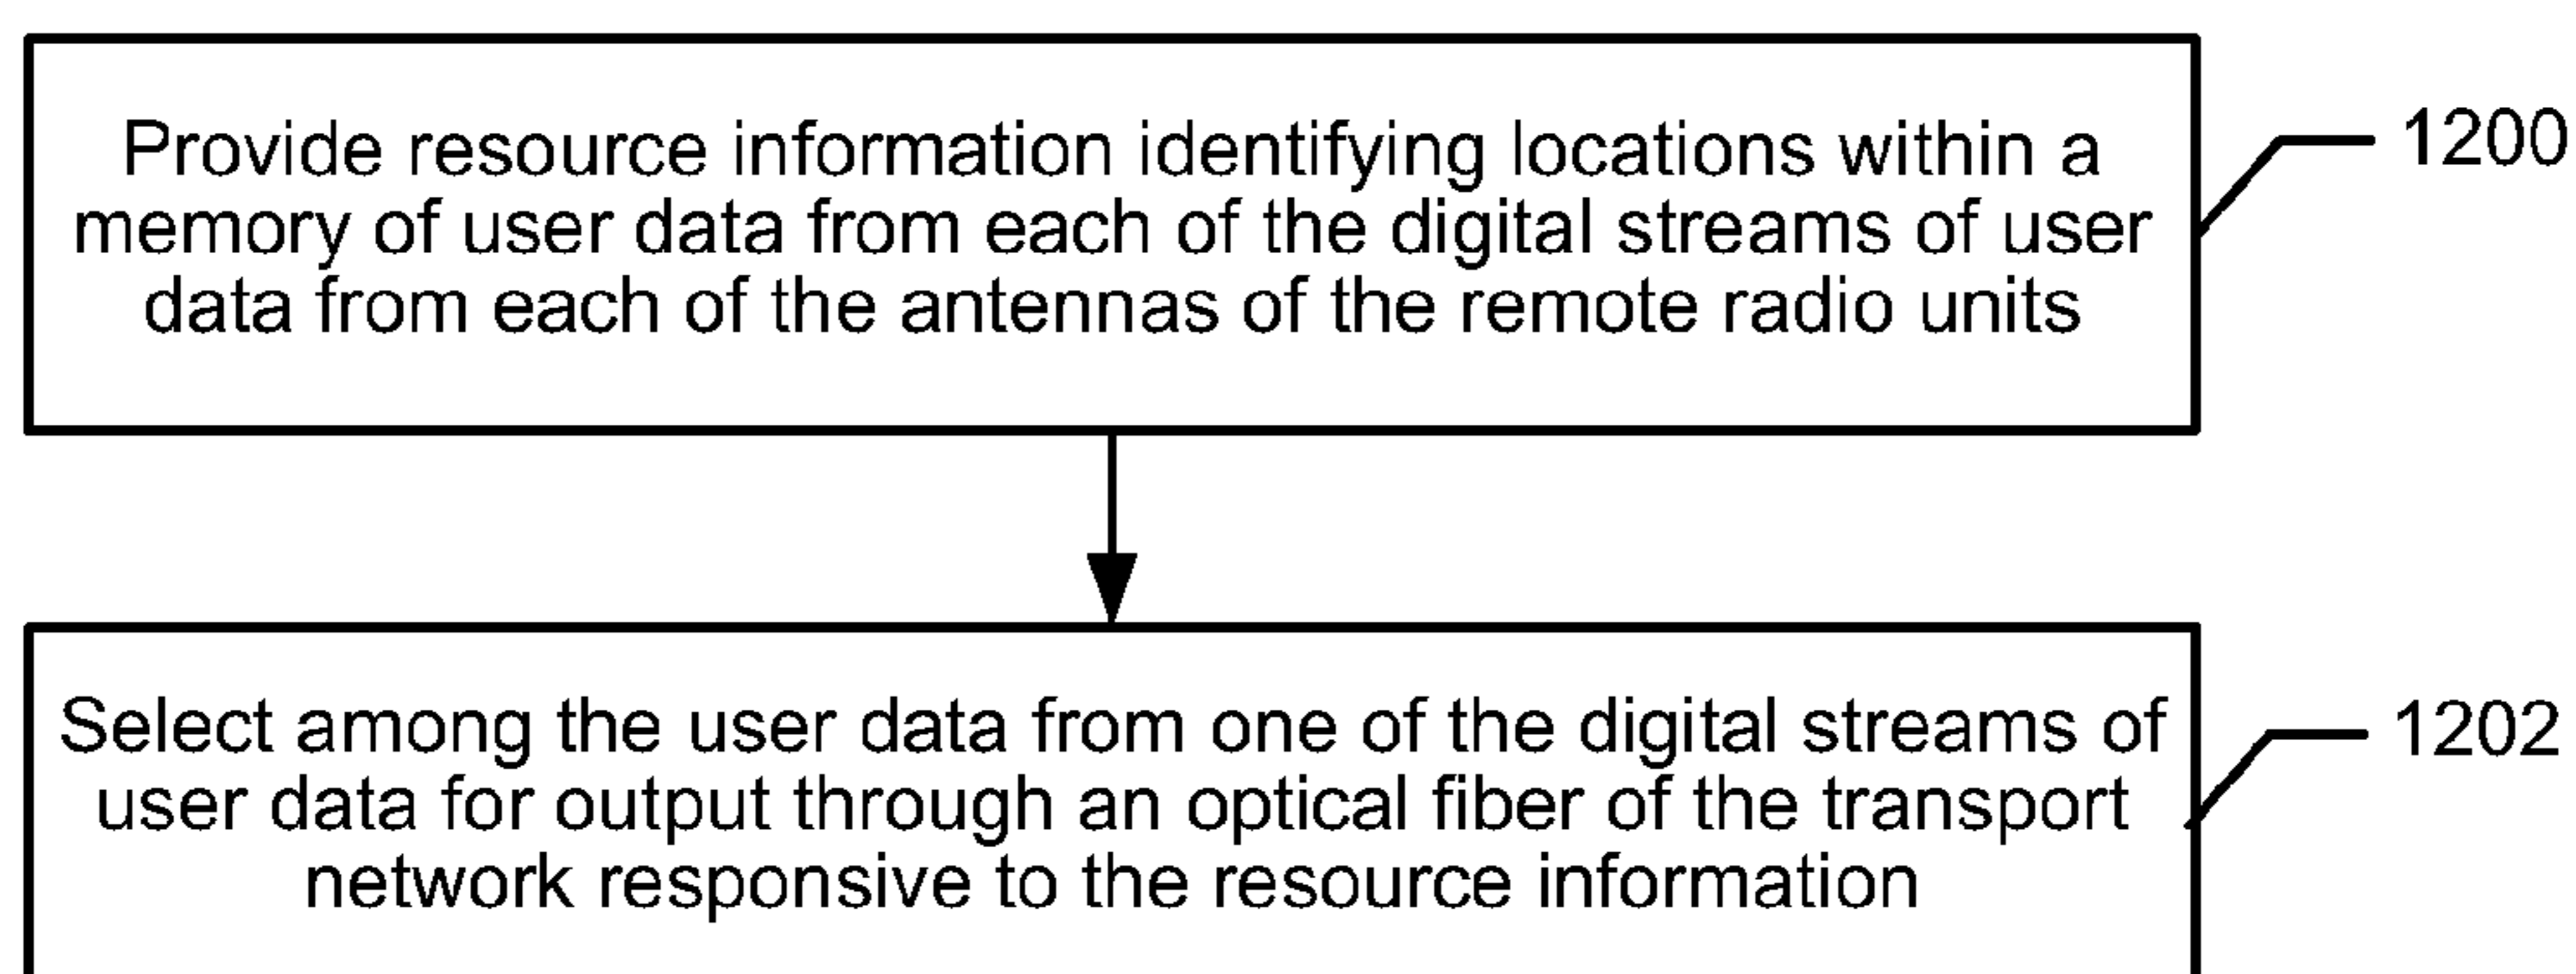 Provide resource information identifying locations within a
memory of user data from each of the digital streams of user
data from each of the antennas of the remote radio units
1200
Select among the user data from one of the digital streams of
user data for output through an optical fiber of the transport
network responsive to the resource information
1202